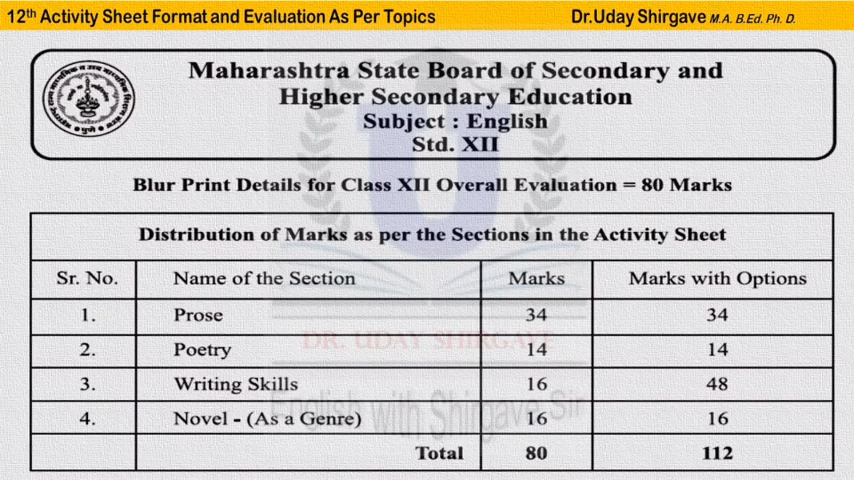 12th Activity Sheet Format and Evaluation As Per Topics Dr.Uday Shirgave M.A. B.Ed. Ph. D.
Maharashtra State Board of Secondary and
Higher Secondary Education
Subject : English
Std. XII
Blur Print Details for Class XII Overall Evaluation = 80 Marks
Distribution of Marks as per the Sections in the Activity Sheet
Sr. No. Name of the Section Marks Marks with Options
1. Prose 34 34
DR. UDAY SHIRGAVE
2. Poetry 14 14
3. Writing Skills 16 48
English with Shirgave Sir
4. Novel - (As a Genre) 16 16
Total 80 112